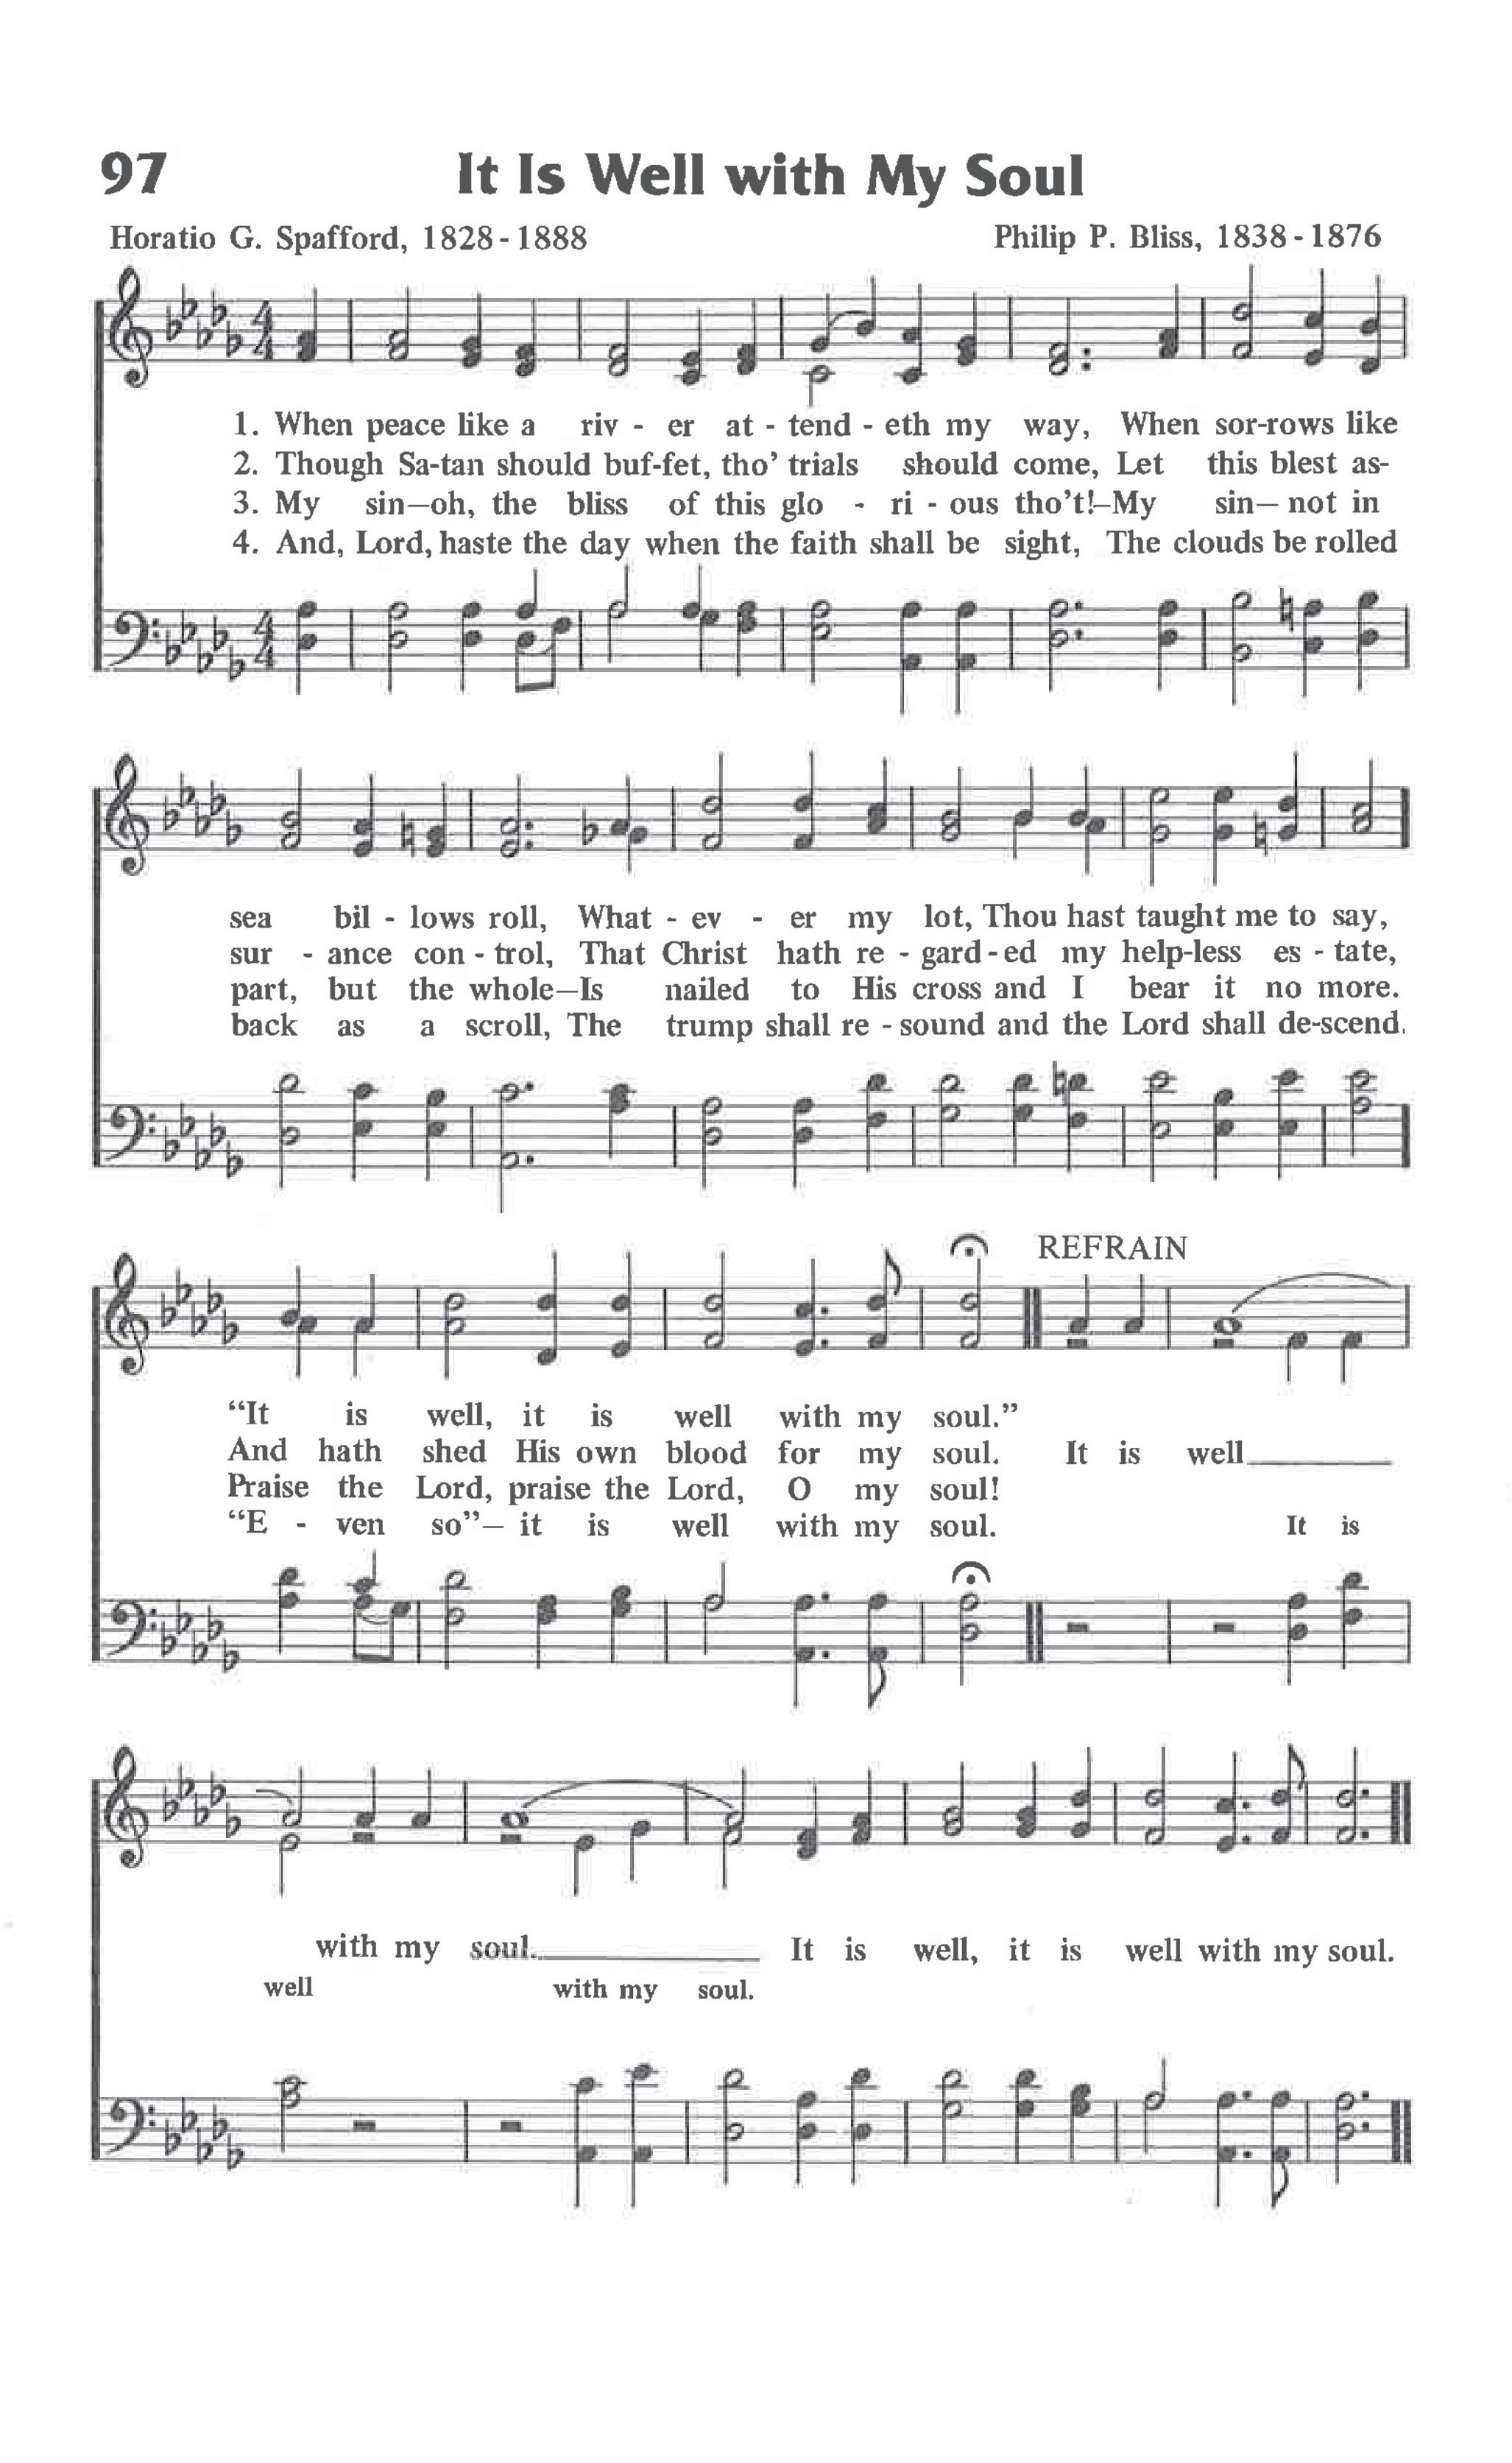 97 It Is Well with My Soul
Horatio G. Spafford, 1828-1888 Philip P. Bliss, 1838-1876
1. When peace like a riv - er at - tend - eth my way, When sor-rows like
2. Though Sa-tan should buf-fet, tho' trials should come, Let this blest as-
3. My sin—oh, the bliss of this glo - ri - ous tho't!—My sin— not in
4. And, Lord, haste the day when the faith shall be sight, The clouds be rolled
sea bil - lows roll, What - ev - er my lot, Thou hast taught me to say,
sur - ance con - trol, That Christ hath re - gard - ed my help-less es - tate,
part, but the whole—Is nailed to His cross and I bear it no more.
back as a scroll, The trump shall re - sound and the Lord shall de-scend.
REFRAIN
“It is well, it is well with my soul.”
And hath shed His own blood for my soul. It is well
Praise the Lord, praise the Lord, O my soul!
“E - ven so”— it is well with my soul. It is
with my soul. It is well, it is well with my soul.
well with my soul.